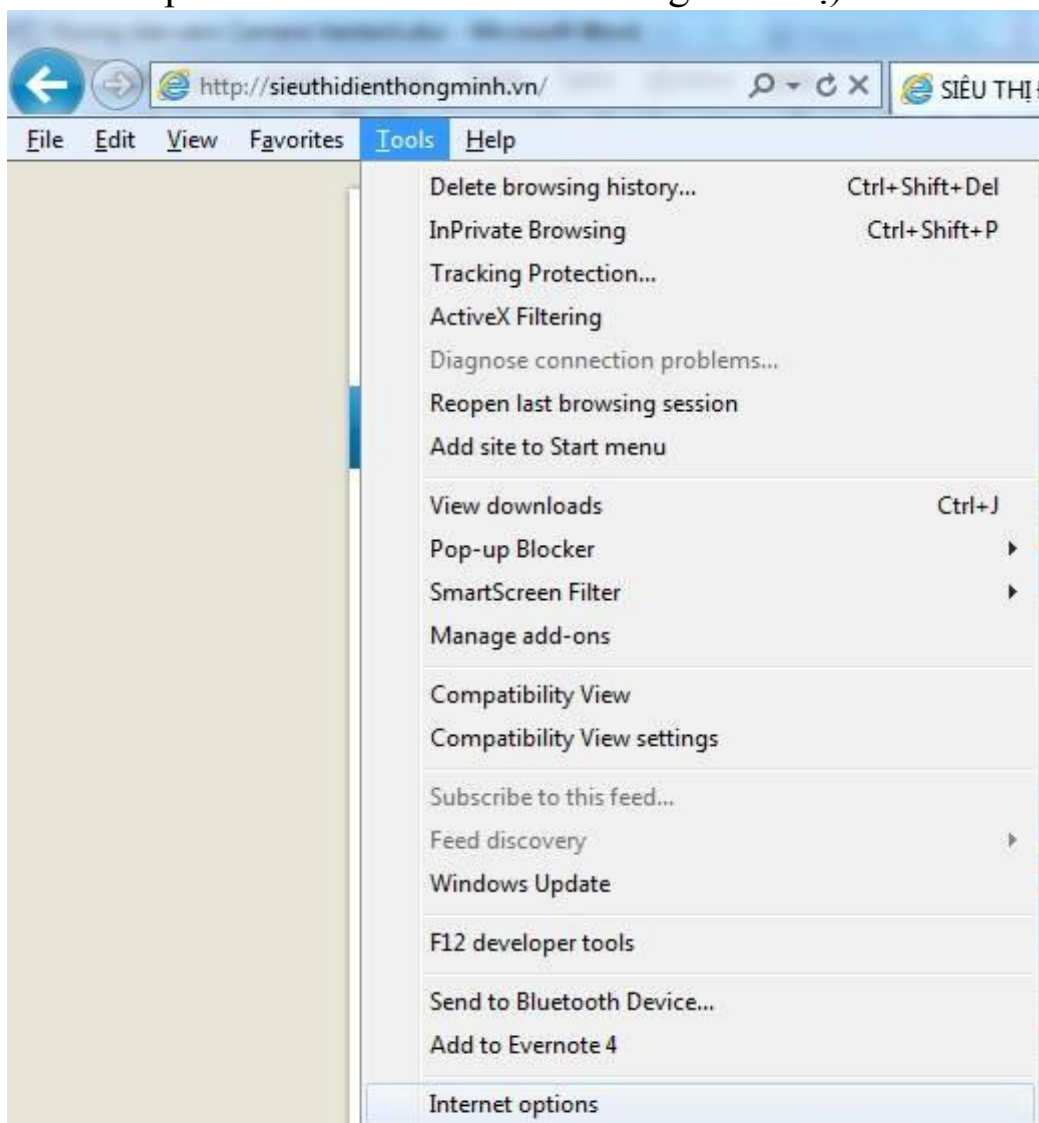 http://sieuthidienthongminh.vn/ SIÊU THỊ
File Edit View Favorites Tools Help
Delete browsing history... Ctrl+Shift+Del
InPrivate Browsing Ctrl+Shift+P
Tracking Protection...
ActiveX Filtering
Diagnose connection problems...
Reopen last browsing session
Add site to Start menu
View downloads Ctrl+J
Pop-up Blocker
SmartScreen Filter
Manage add-ons
Compatibility View
Compatibility View settings
Subscribe to this feed...
Feed discovery
Windows Update
F12 developer tools
Send to Bluetooth Device...
Add to Evernote 4
Internet options